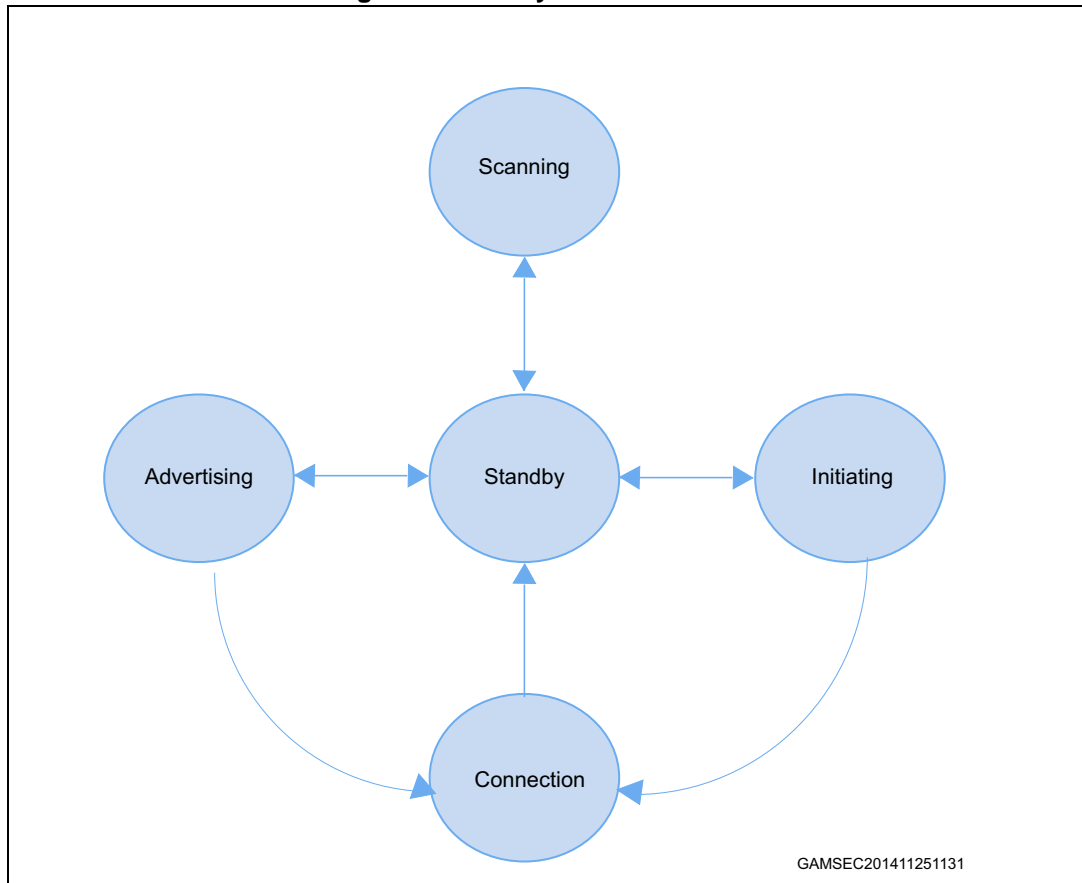 Scanning
Advertising
Standby
Initiating
Connection
GAMSEC201411251131